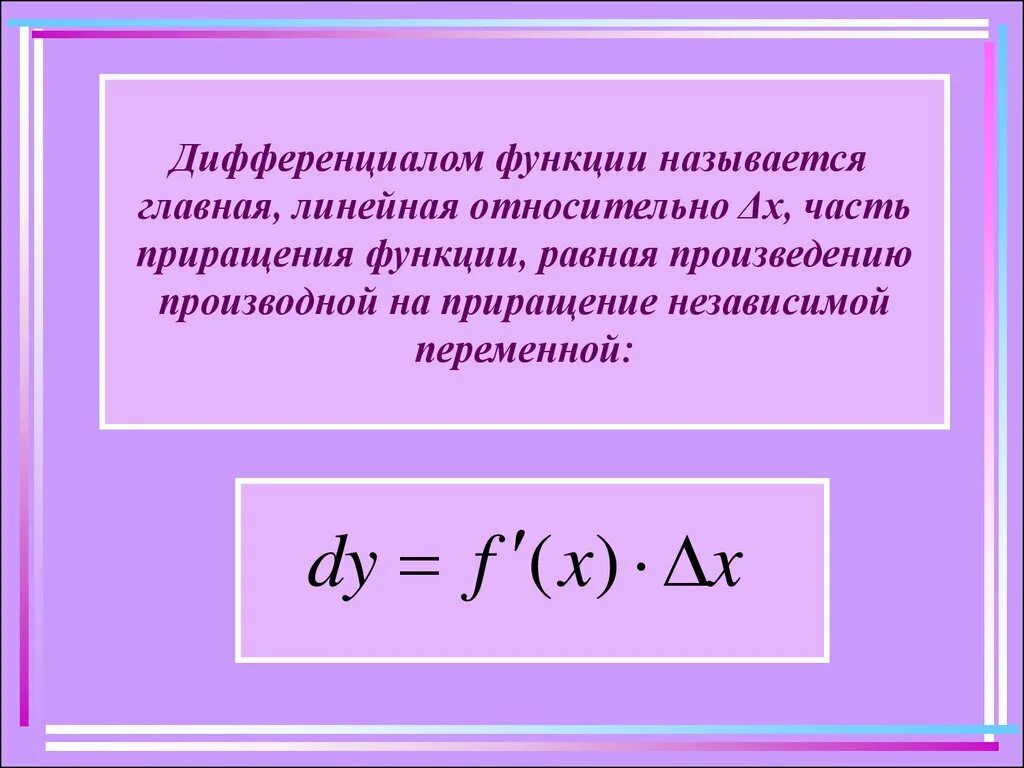 Дифференциалом функции называется
главная, линейная относительно Δx, часть
приращения функции, равная произведению
производной на приращение независимой
переменной:
dy = f ′(x) · Δx